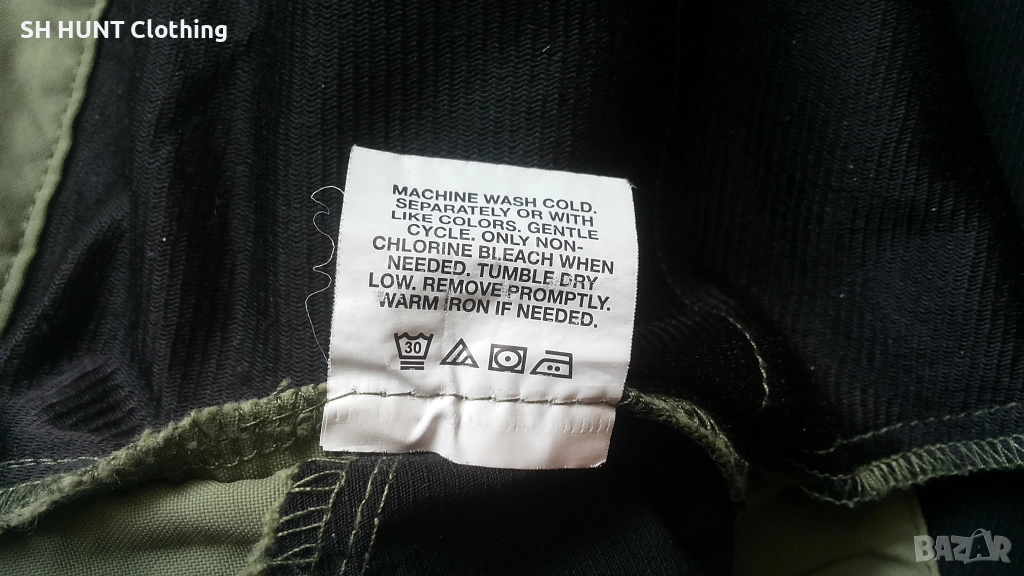 SH HUNT Clothing
MACHINE WASH COLD.
SEPARATELY OR WITH
LIKE COLORS. GENTLE
CYCLE. ONLY NON-
CHLORINE BLEACH WHEN
NEEDED. TUMBLE DRY
LOW. REMOVE PROMPTLY.
WARM IRON IF NEEDED.
30
BAZAR